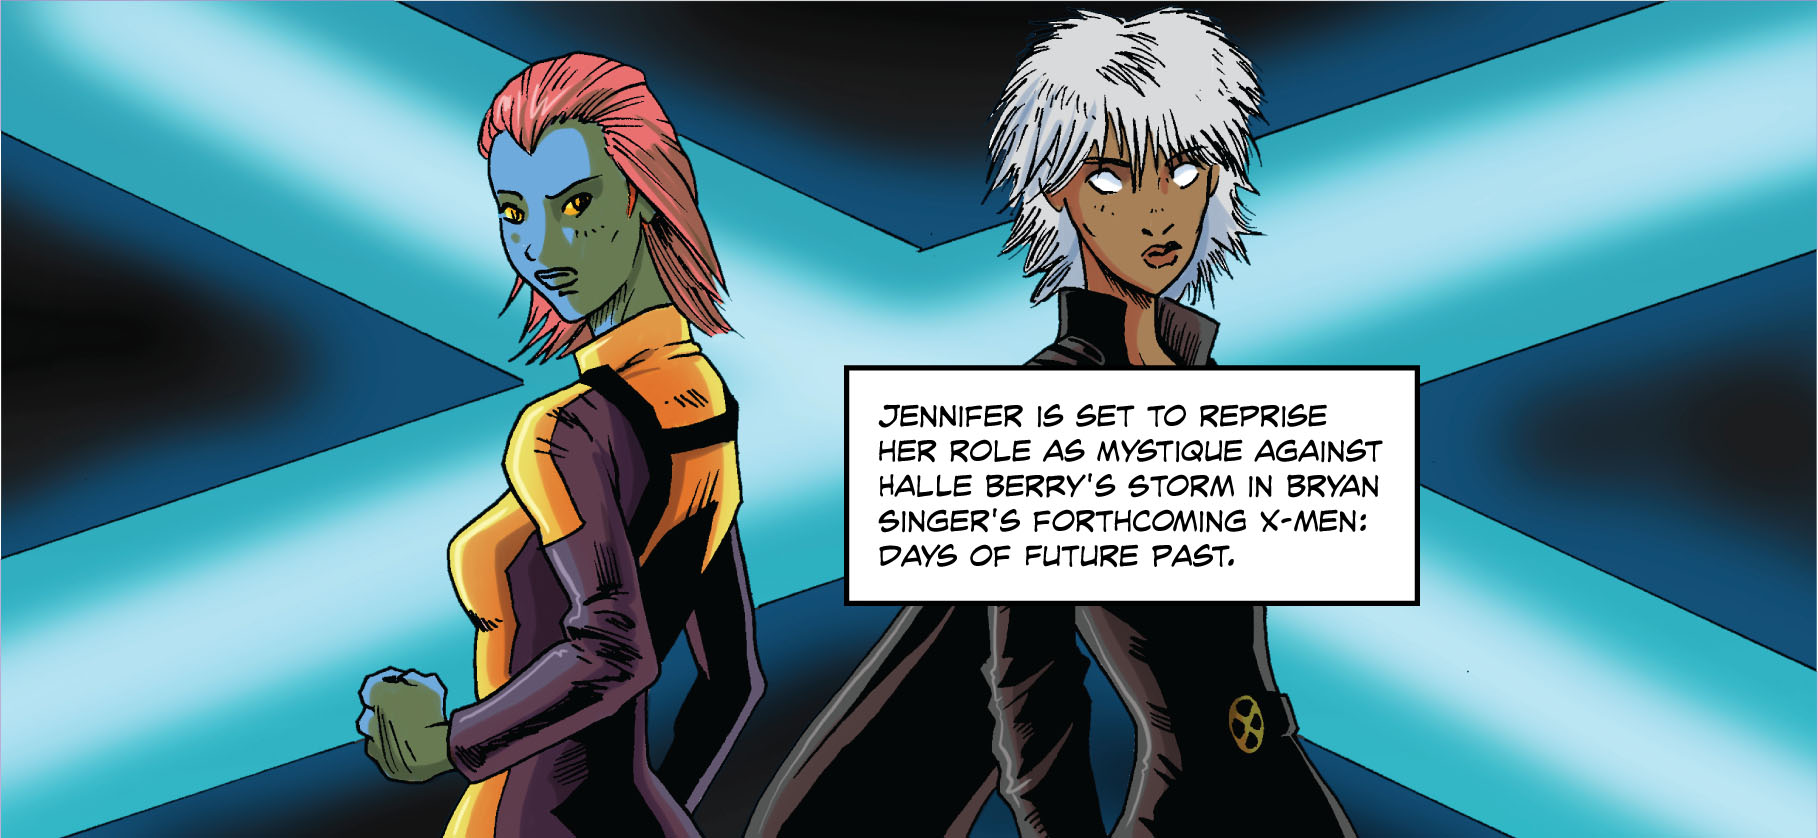 JENNIFER IS SET TO REPRISE
HER ROLE AS MYSTIQUE AGAINST
HALLE BERRY'S STORM IN BRYAN
SINGER'S FORTHCOMING X-MEN:
DAYS OF FUTURE PAST.